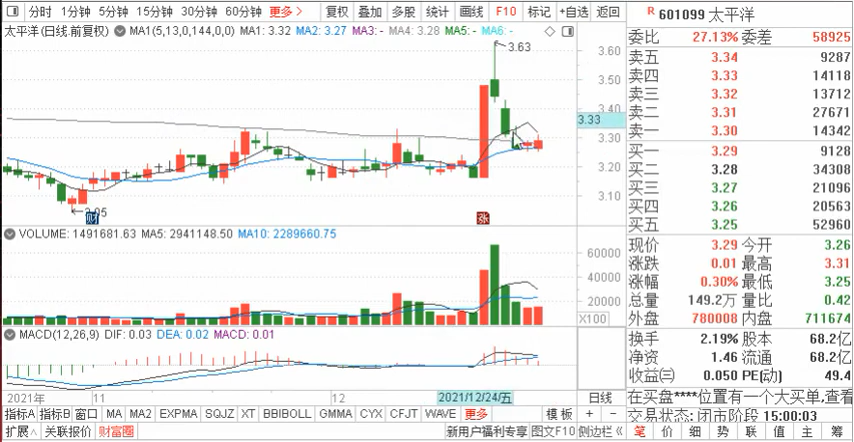 分时 1分钟 5分钟 15分钟 30分钟 60分钟 更多> 复权 叠加 多股 统计 画线 F10 标记 +自选 返回
太平洋(日线 前复权) MA1(5,13,0,144,0,0) MA1: 3.32 MA2: 3.27 MA3: - MA4: 3.28 MA5: - MA6: -
3.63
3.60
3.50
3.40
3.33
3.30
3.20
3.10
3.05
财
涨
VOLUME: 1491681.63 MA5: 2941148.50 MA10: 2289660.75
60000
40000
20000
X100
MACD(12,26,9) DIF: 0.03 DEA: 0.02 MACD: 0.01
2021年 11 12 2021/12/24/五 日线
指标A 指标B 窗口 MA MA2 EXPMA SQJZ XT BBIBOLL GMMA CYX CFJT WAVE 更多 模板 + -
扩展∧ 关联报价 财富圈 新用户福利专享 图文F10 侧边栏《
R 601099 太平洋
委比 27.13% 委差 58925
卖五 3.34 9287
卖四 3.33 14118
卖三 3.32 13712
卖二 3.31 27671
卖一 3.30 14342
买一 3.29 9128
买二 3.28 34308
买三 3.27 21096
买四 3.26 20563
买五 3.25 52960
现价 3.29 今开 3.26
涨跌 0.01 最高 3.31
涨幅 0.30% 最低 3.25
总量 149.2万 量比 0.42
外盘 780008 内盘 711674
换手 2.19% 股本 68.2亿
净资 1.46 流通 68.2亿
收益(三) 0.050 PE(动) 49.4
在买盘****位置有一个大买单,查看
交易状态: 闭市阶段 15:00:03
笔 价 细 势 联 值 主 筹